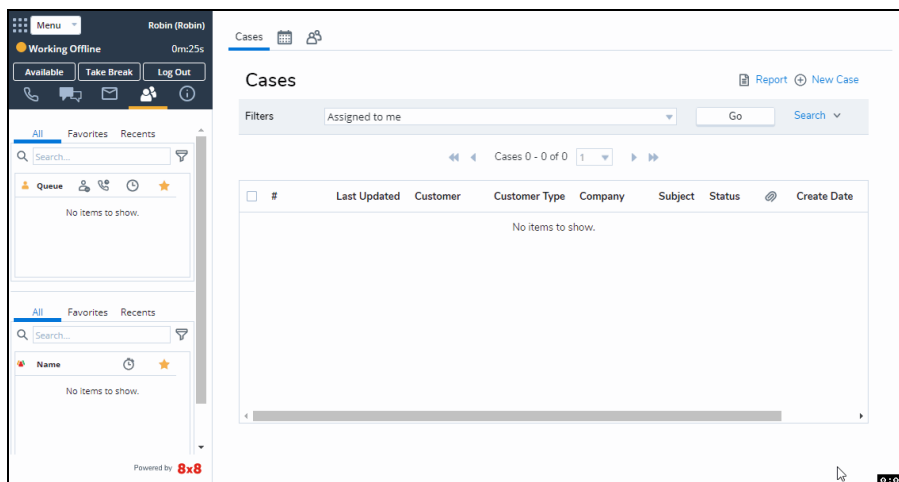 Menu Robin (Robin)
Working Offline 0m:25s
Available Take Break Log Out
All Favorites Recents
Search...
Queue
No items to show.
All Favorites Recents
Search...
Name
No items to show.
Powered by 8x8
Cases
Cases Report New Case
Filters Assigned to me Go Search
Cases 0 - 0 of 0 1
# Last Updated Customer Customer Type Company Subject Status Create Date
No items to show.